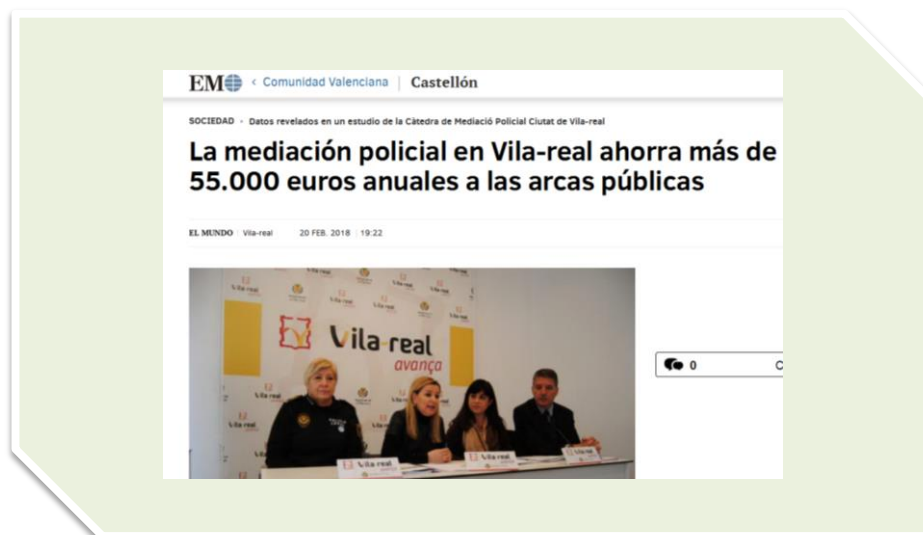 EM < Comunidad Valenciana | Castellón
SOCIEDAD • Datos revelados en un estudio de la Càtedra de Mediació Policial Ciutat de Vila-real
La mediación policial en Vila-real ahorra más de
55.000 euros anuales a las arcas públicas
EL MUNDO Vila-real 20 FEB. 2018 19:22
Vila-real
avança
0
C